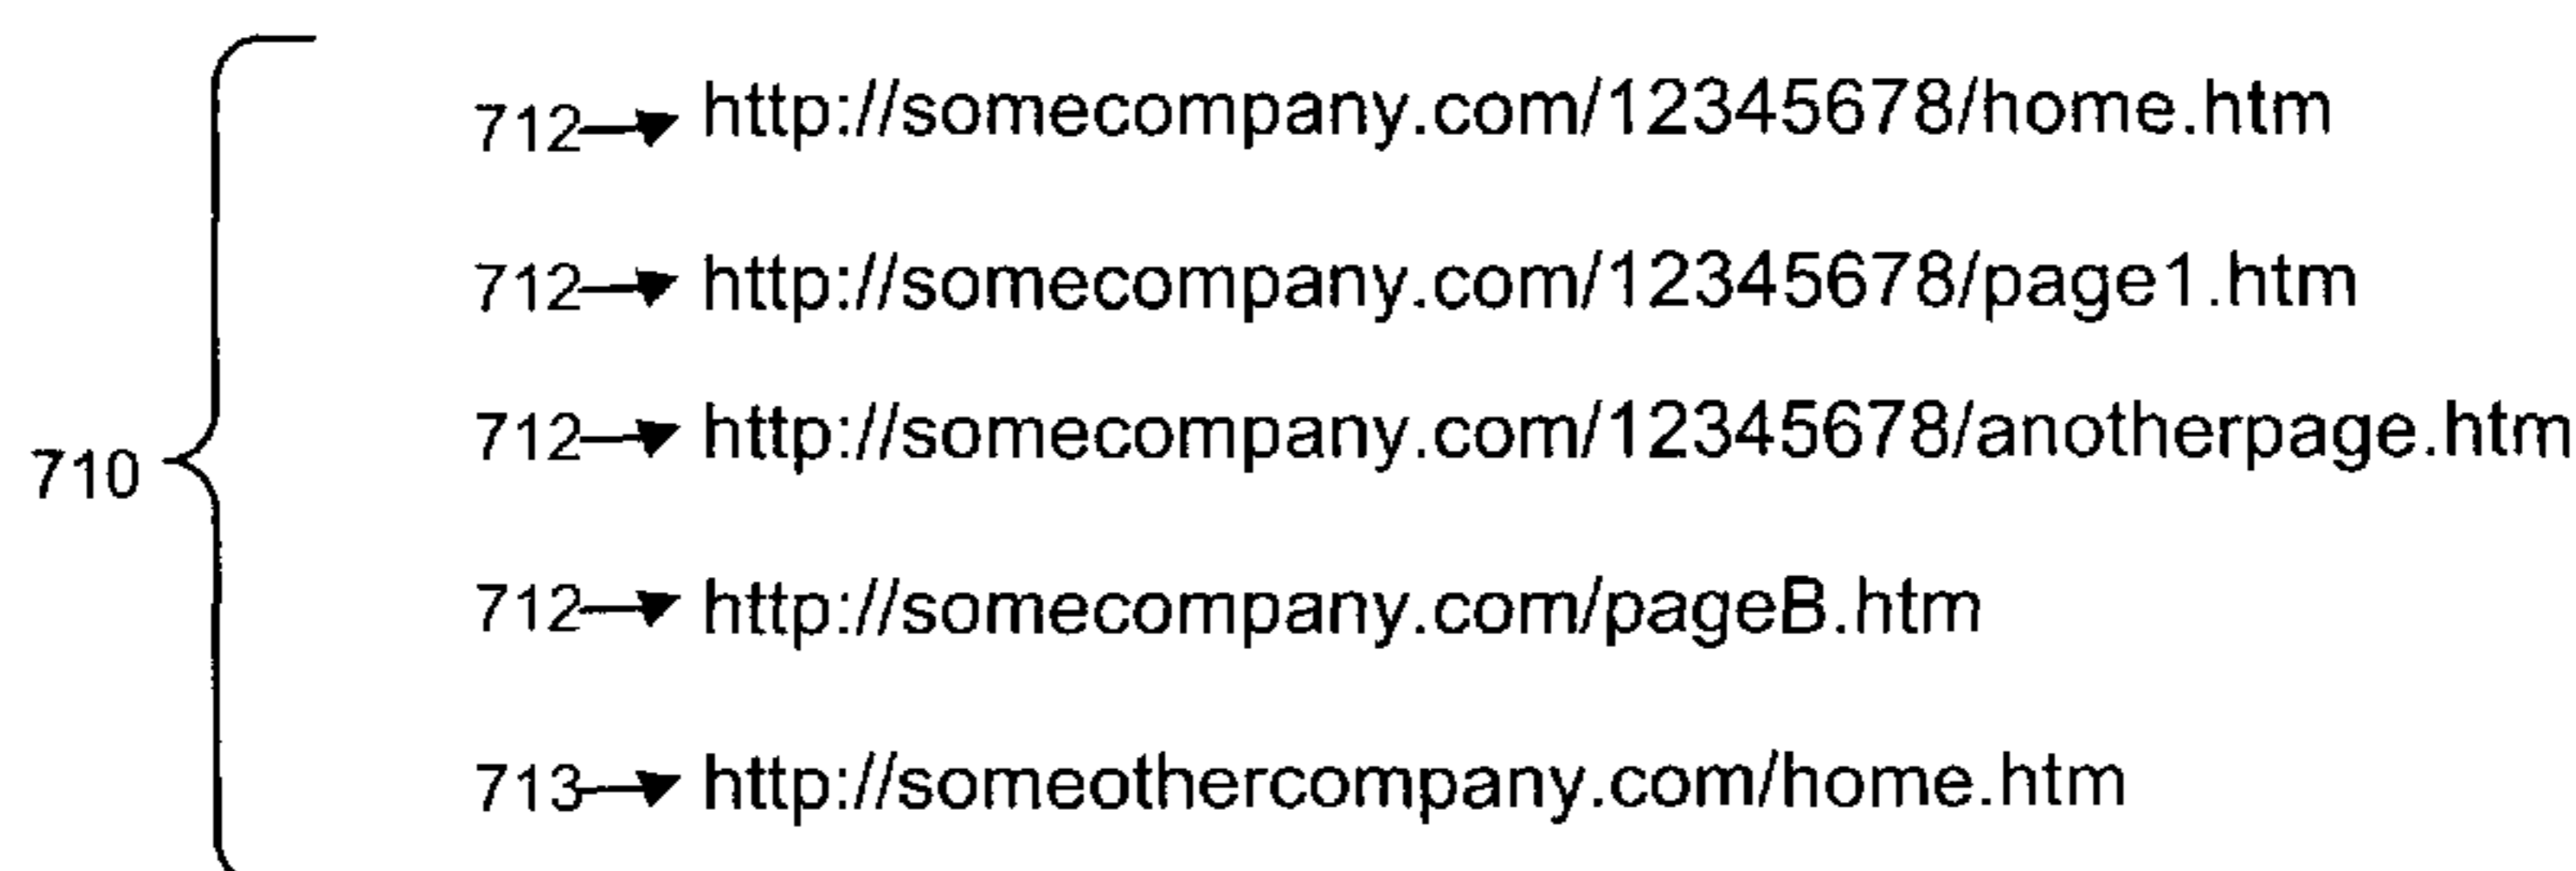 712 http://somecompany.com/12345678/home.htm
712 http://somecompany.com/12345678/page1.htm
712 http://somecompany.com/12345678/anotherpage.htm
710
712 http://somecompany.com/pageB.htm
713 http://someothercompany.com/home.htm